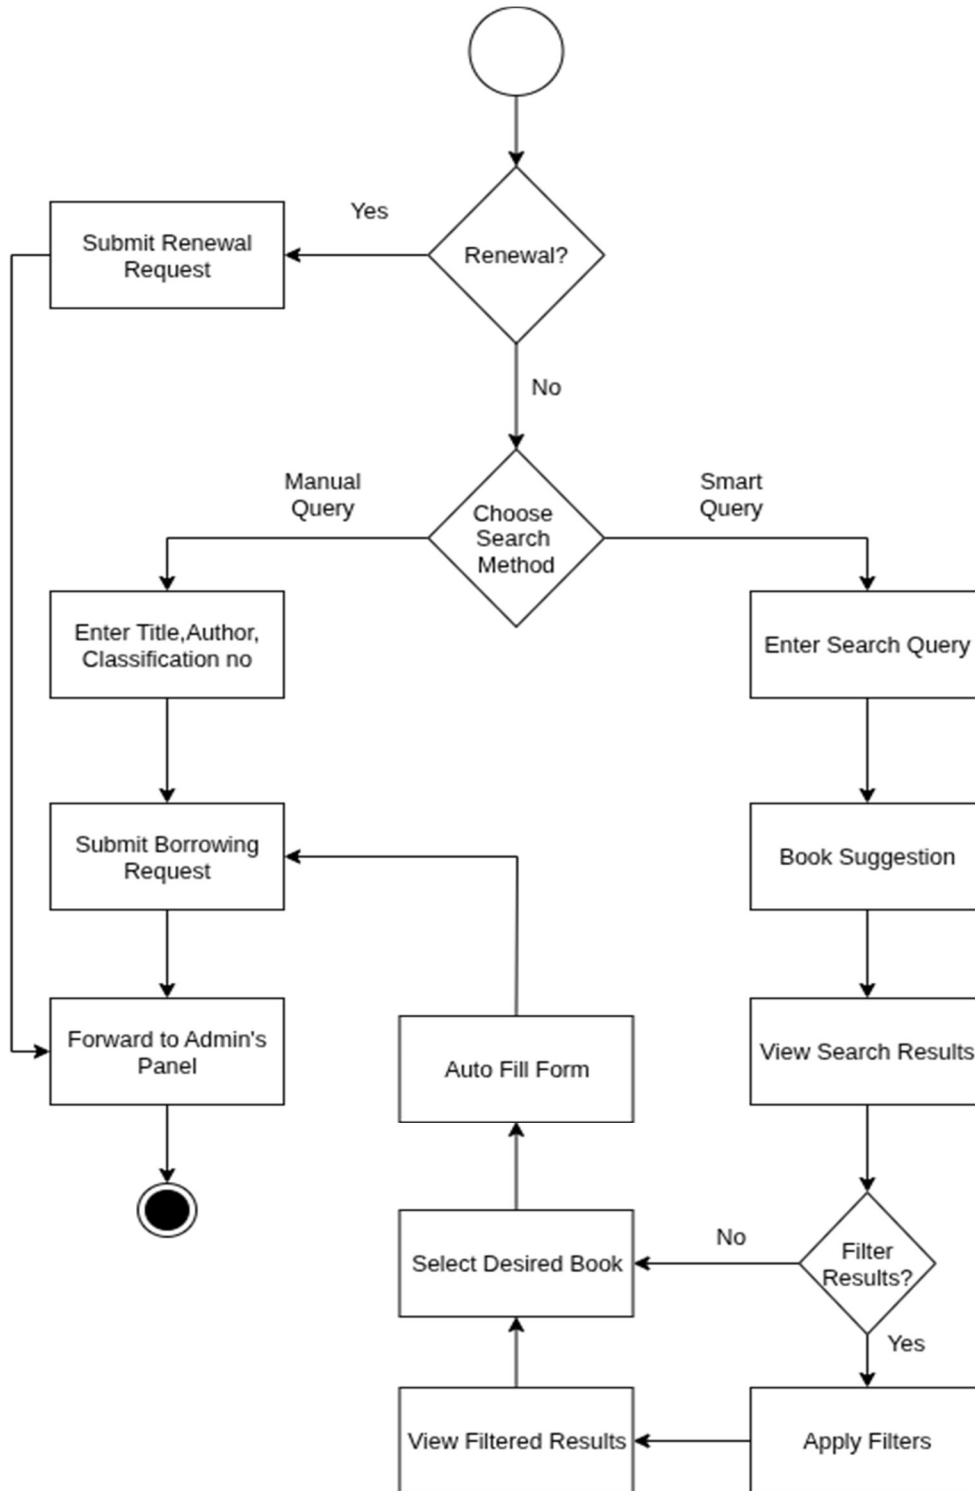 Yes
Submit Renewal
Request
Renewal?
No
Manual
Query
Smart
Query
Choose
Search
Method
Enter Title,Author,
Classification no
Enter Search Query
Submit Borrowing
Request
Book Suggestion
Forward to Admin's
Panel
Auto Fill Form
View Search Results
Select Desired Book
No
Filter
Results?
Yes
View Filtered Results
Apply Filters